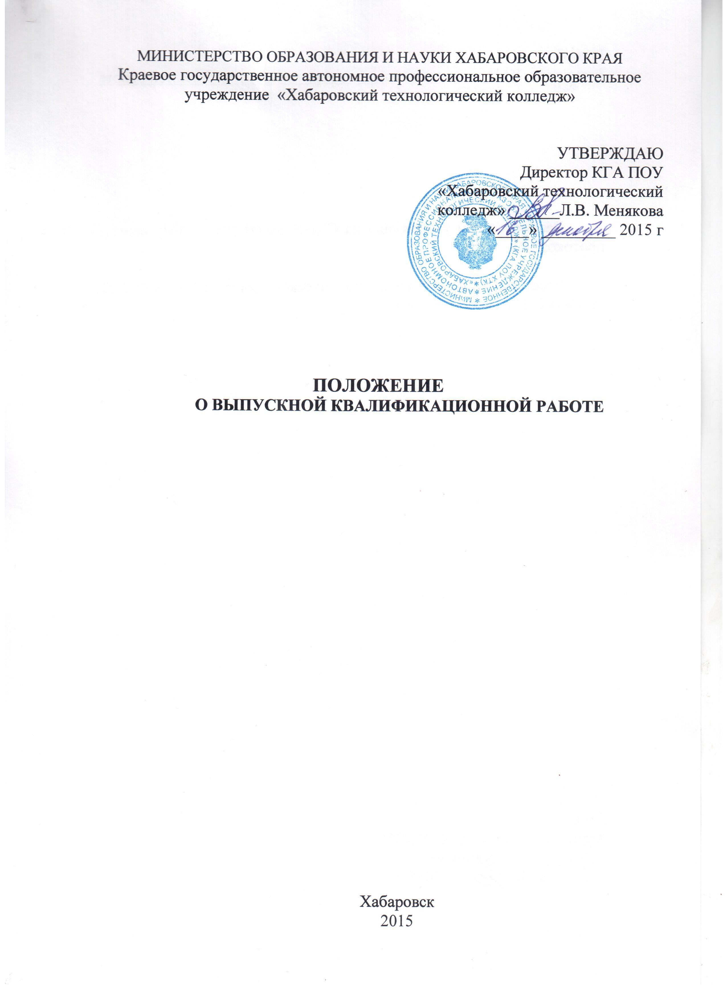 МИНИСТЕРСТВО ОБРАЗОВАНИЯ И НАУКИ ХАБАРОВСКОГО КРАЯ
Краевое государственное автономное профессиональное образовательное
учреждение «Хабаровский технологический колледж»
УТВЕРЖДАЮ
Директор КГА ПОУ
«Хабаровский технологический
колледж» ______Л.В. Менякова
«16» декабря 2015 г
МИНИСТЕРСТВО ОБРАЗОВАНИЯ И НАУКИ ХАБАРОВСКОГО КРАЯ * КРАЕВОЕ ГОСУДАРСТВЕННОЕ *
АВТОНОМНОЕ ПРОФЕССИОНАЛЬНОЕ ОБРАЗОВАТЕЛЬНОЕ УЧРЕЖДЕНИЕ *
«ХАБАРОВСКИЙ ТЕХНОЛОГИЧЕСКИЙ КОЛЛЕДЖ» (КГА ПОУ ХТК) *
ПОЛОЖЕНИЕ
О ВЫПУСКНОЙ КВАЛИФИКАЦИОННОЙ РАБОТЕ
Хабаровск
2015